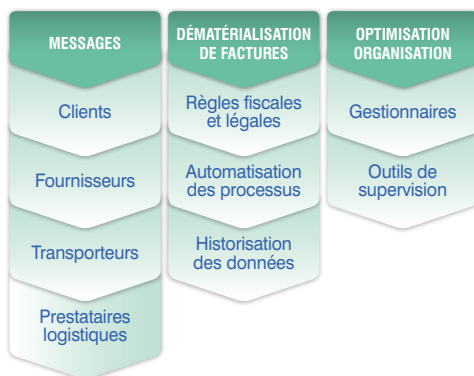 MESSAGES
Clients
Fournisseurs
Transporteurs
Prestataires
logistiques
DÉMATÉRIALISATION
DE FACTURES
Règles fiscales
et légales
Automatisation
des processus
Historisation
des données
OPTIMISATION
ORGANISATION
Gestionnaires
Outils de
supervision